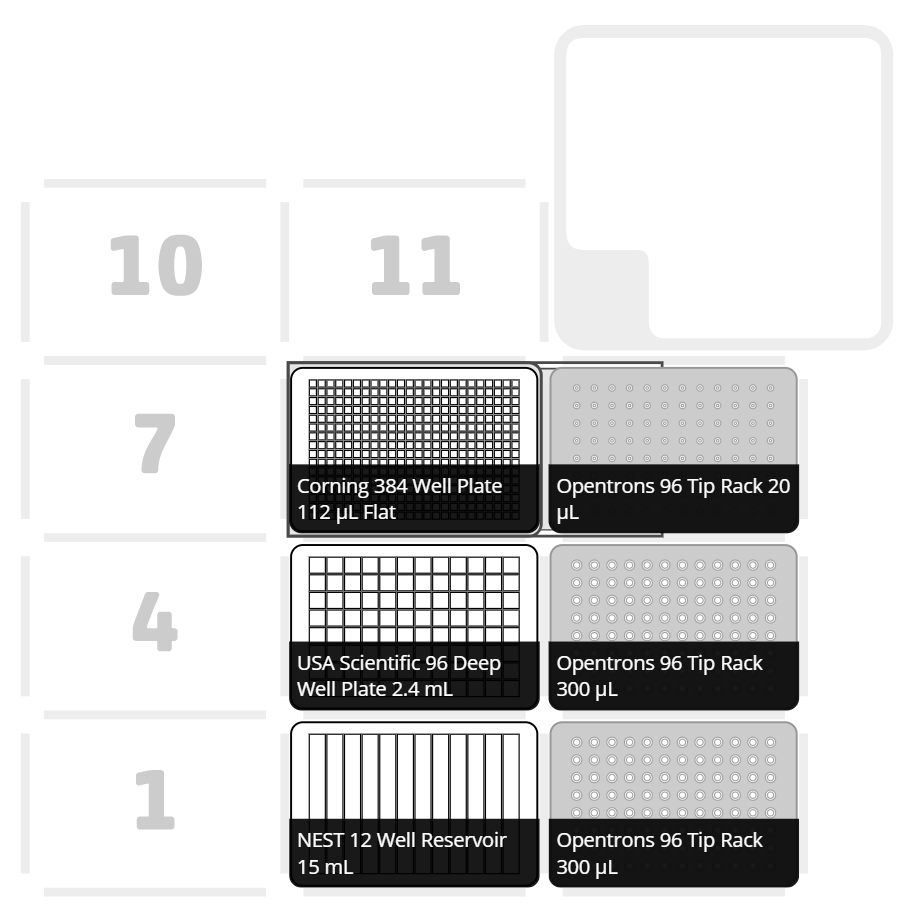 10
11
7
Corning 384 Well Plate
112 µL Flat
Opentrons 96 Tip Rack 20
µL
4
USA Scientific 96 Deep
Well Plate 2.4 mL
Opentrons 96 Tip Rack
300 µL
1
NEST 12 Well Reservoir
15 mL
Opentrons 96 Tip Rack
300 µL